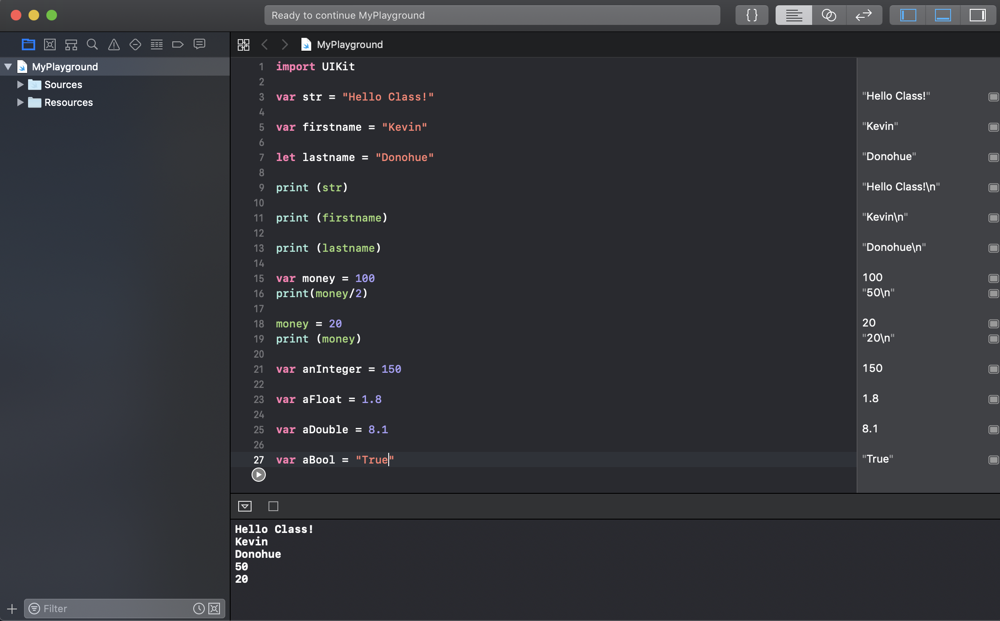 Ready to continue MyPlayground
{}
MyPlayground
MyPlayground
Sources
Resources
1 import UIKit
2
3 var str = "Hello Class!"
4
5 var firstname = "Kevin"
6
7 let lastname = "Donohue"
8
9 print (str)
10
11 print (firstname)
12
13 print (lastname)
14
15 var money = 100
16 print(money/2)
17
18 money = 20
19 print (money)
20
21 var anInteger = 150
22
23 var aFloat = 1.8
24
25 var aDouble = 8.1
26
27 var aBool = "True"
"Hello Class!"
"Kevin"
"Donohue"
"Hello Class!\n"
"Kevin\n"
"Donohue\n"
100
"50\n"
20
"20\n"
150
1.8
8.1
"True"
Hello Class!
Kevin
Donohue
50
20
Filter